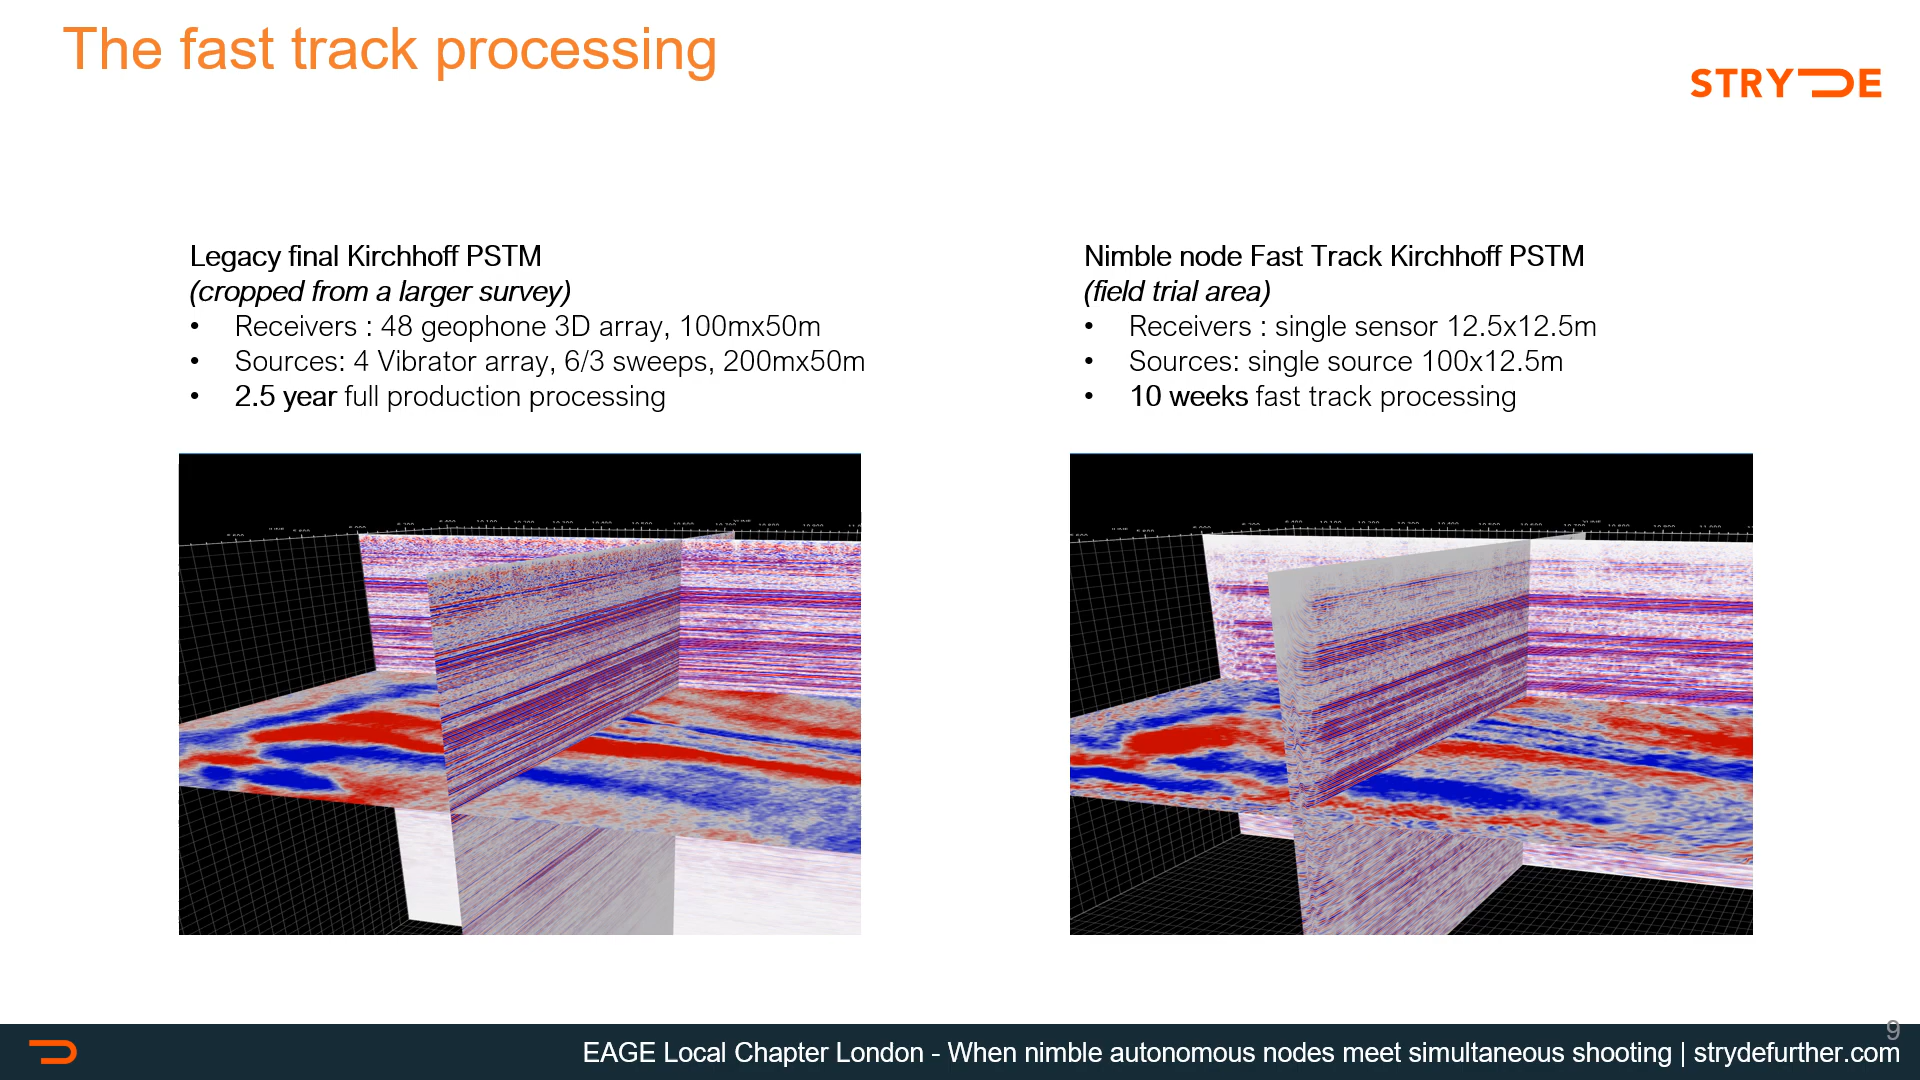 The fast track processing
STRYDE
Legacy final Kirchhoff PSTM
(cropped from a larger survey)
• Receivers : 48 geophone 3D array, 100mx50m
• Sources: 4 Vibrator array, 6/3 sweeps, 200mx50m
• 2.5 year full production processing
Nimble node Fast Track Kirchhoff PSTM
(field trial area)
• Receivers : single sensor 12.5x12.5m
• Sources: single source 100x12.5m
• 10 weeks fast track processing
9
EAGE Local Chapter London - When nimble autonomous nodes meet simultaneous shooting | strydefurther.com